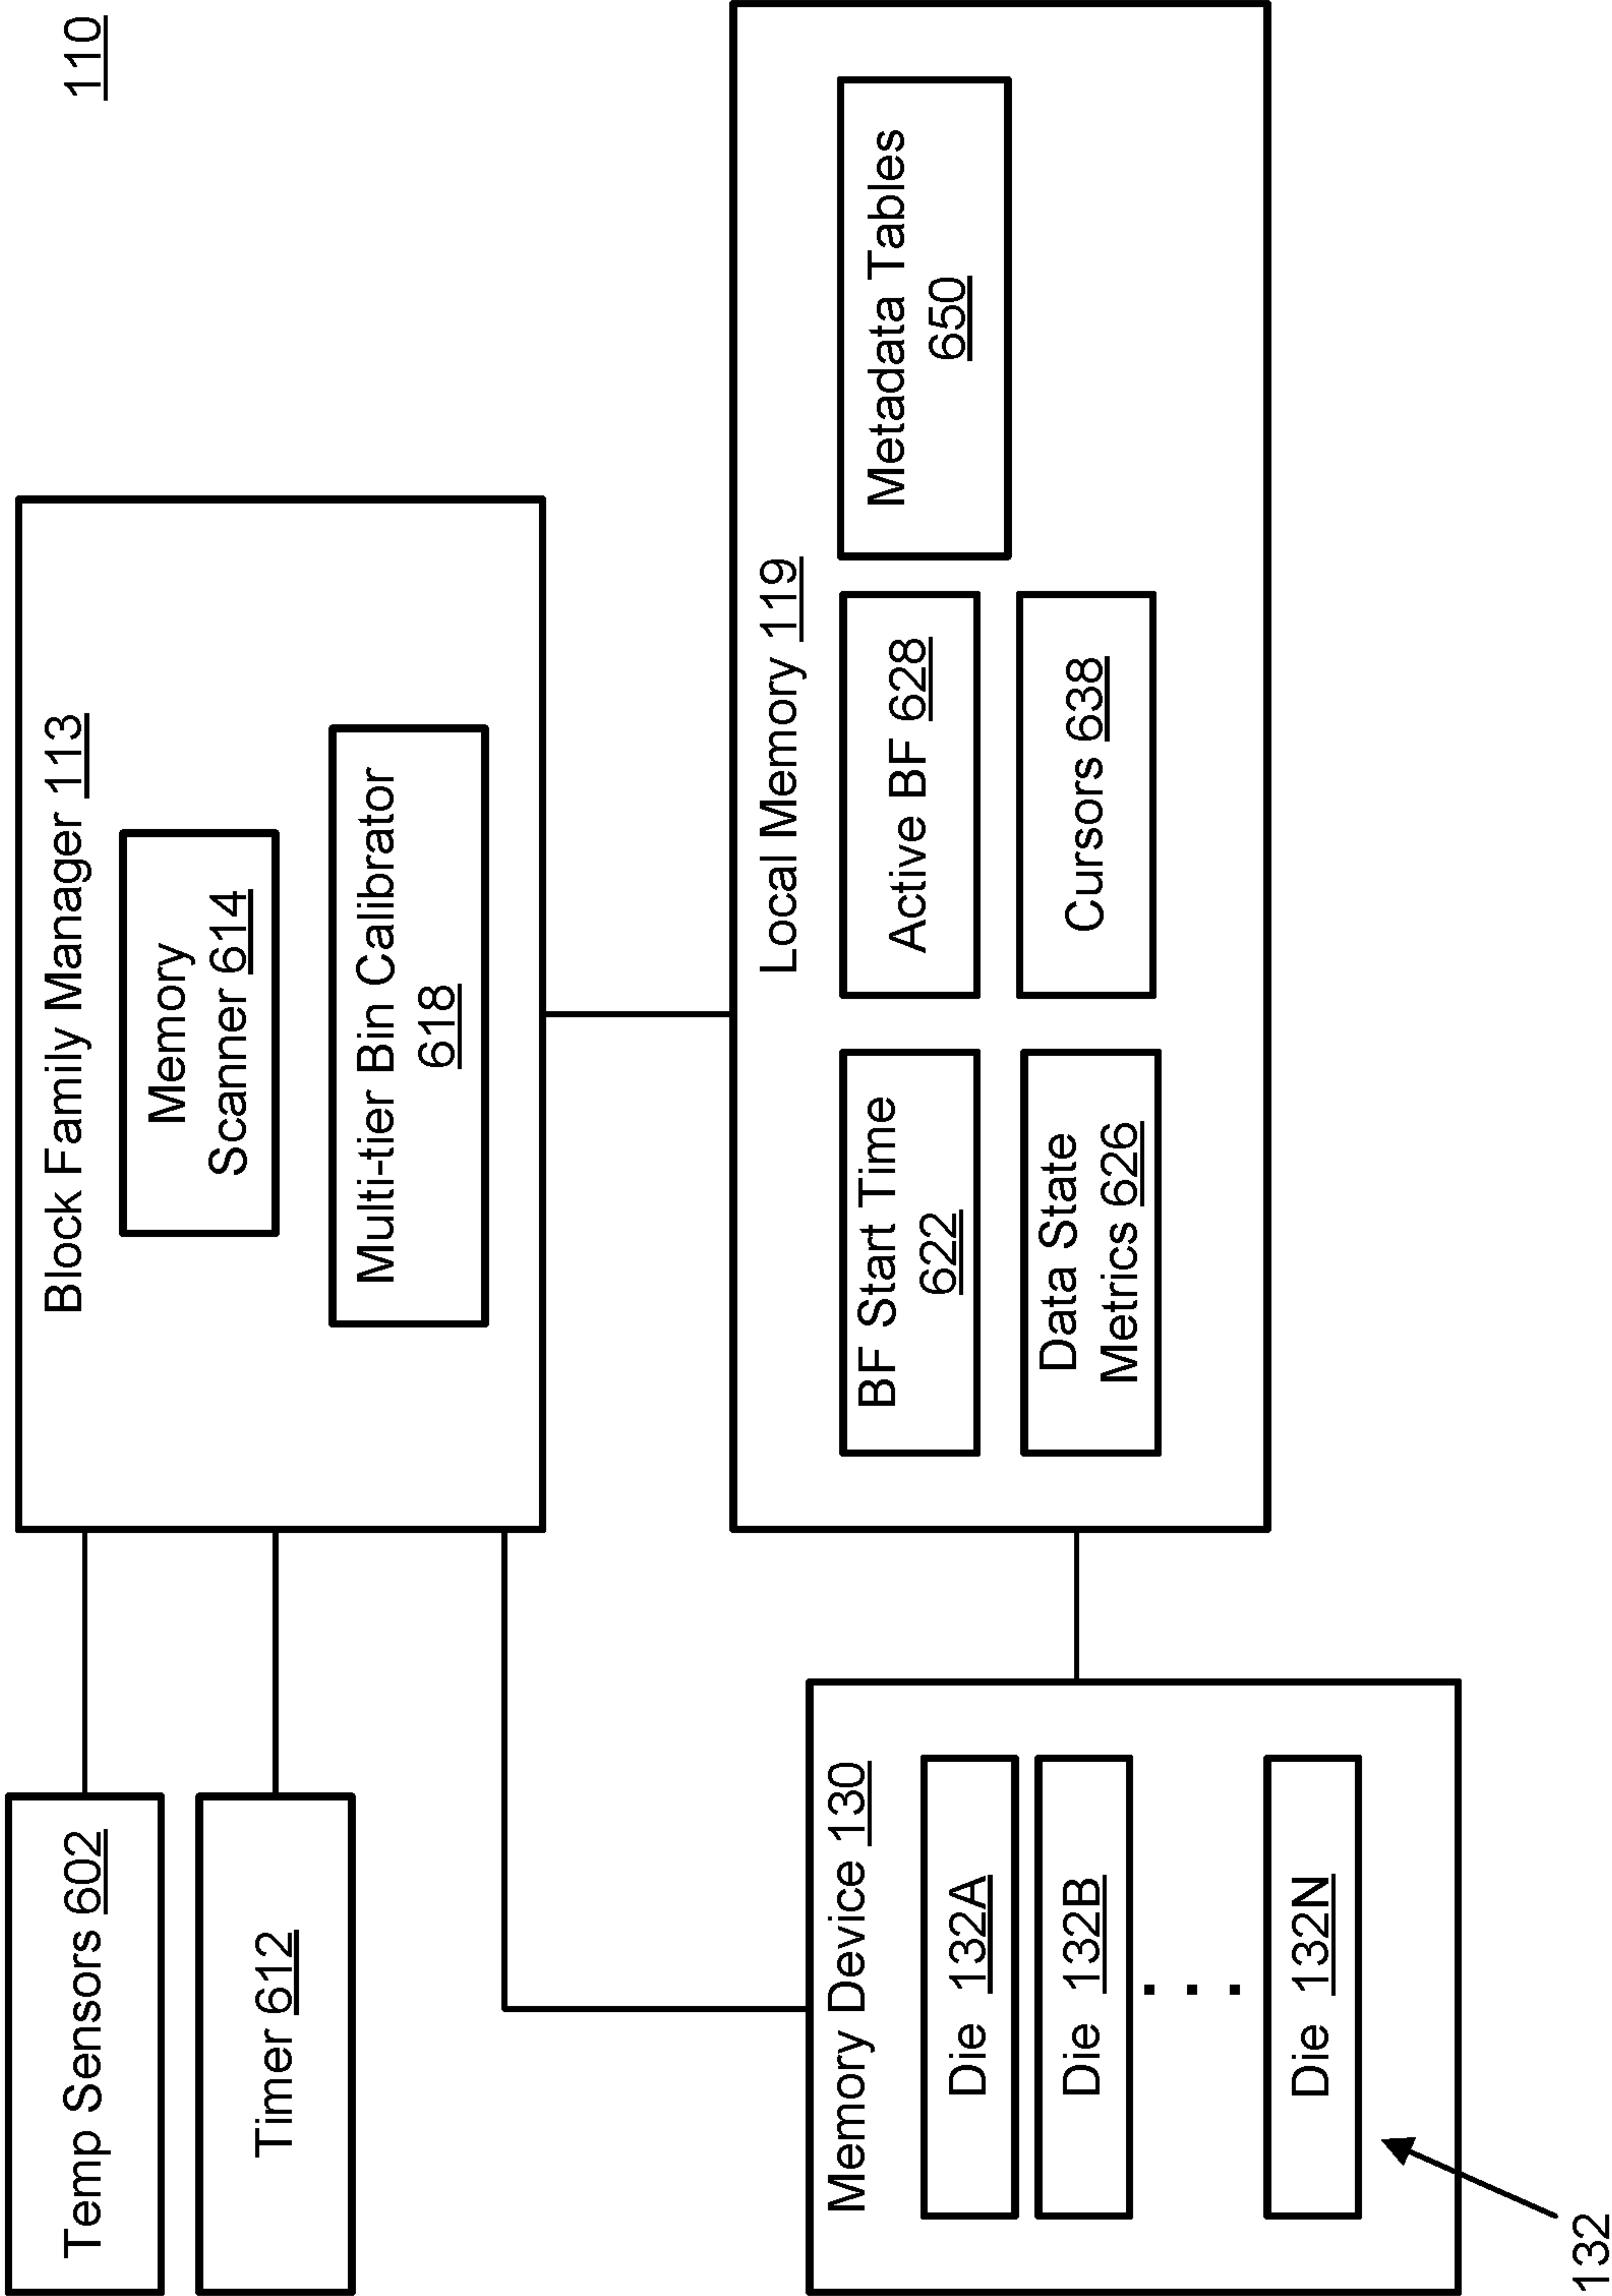 110
Temp Sensors 602
Timer 612
Block Family Manager 113
Memory
Scanner 614
Multi-tier Bin Calibrator
618
Memory Device 130
Die 132A
Die 132B
. . .
Die 132N
132
Local Memory 119
BF Start Time
622
Active BF 628
Metadata Tables
650
Data State
Metrics 626
Cursors 638